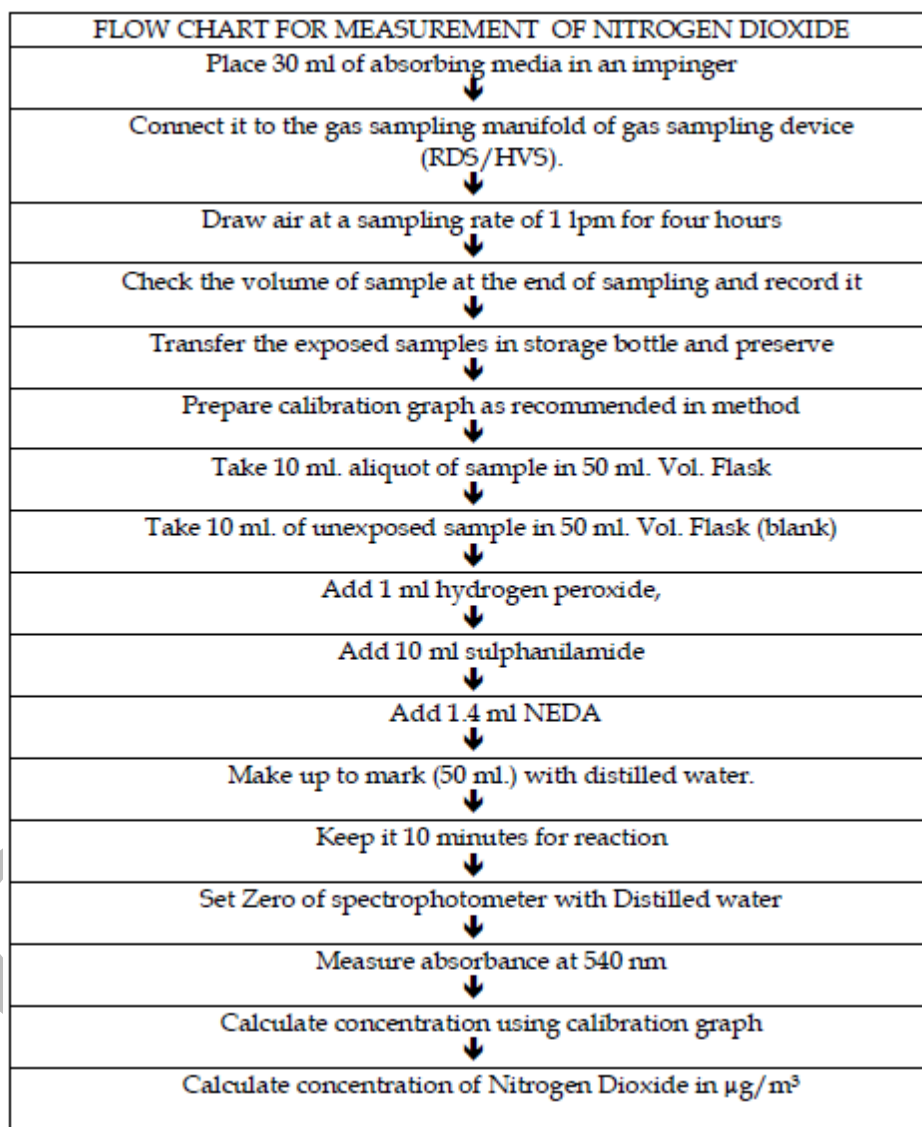 FLOW CHART FOR MEASUREMENT OF NITROGEN DIOXIDE
Place 30 ml of absorbing media in an impinger
Connect it to the gas sampling manifold of gas sampling device
(RDS/HVS).
Draw air at a sampling rate of 1 lpm for four hours
Check the volume of sample at the end of sampling and record it
Transfer the exposed samples in storage bottle and preserve
Prepare calibration graph as recommended in method
Take 10 ml. aliquot of sample in 50 ml. Vol. Flask
Take 10 ml. of unexposed sample in 50 ml. Vol. Flask (blank)
Add 1 ml hydrogen peroxide,
Add 10 ml sulphanilamide
Add 1.4 ml NEDA
Make up to mark (50 ml.) with distilled water.
Keep it 10 minutes for reaction
Set Zero of spectrophotometer with Distilled water
Measure absorbance at 540 nm
Calculate concentration using calibration graph
Calculate concentration of Nitrogen Dioxide in µg/m³